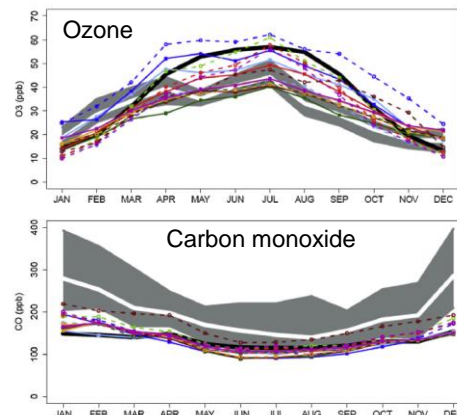 Ozone
O3 (ppb)
70
60
50
40
30
20
10
0
JAN FEB MAR APR MAY JUN JUL AUG SEP OCT NOV DEC
Carbon monoxide
CO (ppb)
400
300
200
100
0
JAN FEB MAR APR MAY JUN JUL AUG SEP OCT NOV DE